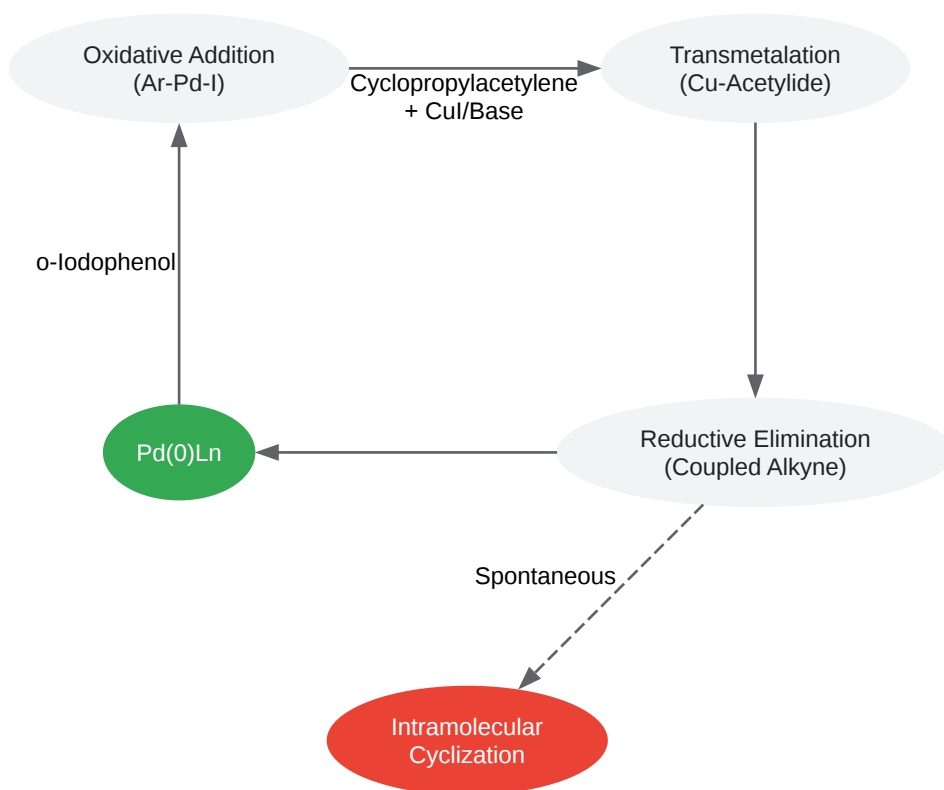 Oxidative Addition
(Ar-Pd-I)
Cyclopropylacetylene
+ CuI/Base
Transmetalation
(Cu-Acetylide)
o-Iodophenol
Pd(0)Ln
Reductive Elimination
(Coupled Alkyne)
Spontaneous
Intramolecular
Cyclization